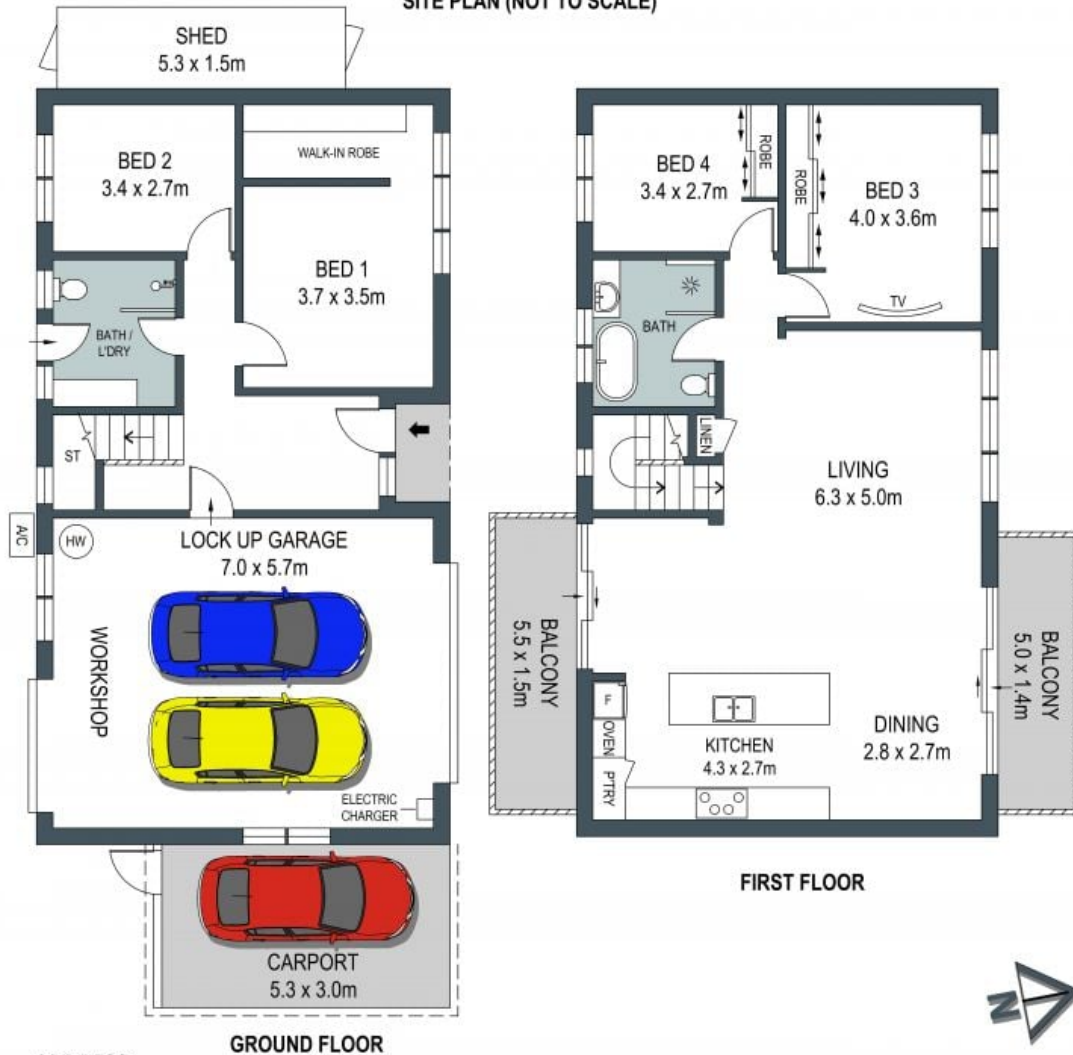 SITE PLAN (NOT TO SCALE)
SHED
5.3 x 1.5m
BED 2
3.4 x 2.7m
WALK-IN ROBE
BED 1
3.7 x 3.5m
BATH /
L'DRY
ST
A/C
HW
LOCK UP GARAGE
7.0 x 5.7m
WORKSHOP
ELECTRIC
CHARGER
CARPORT
5.3 x 3.0m
GROUND FLOOR
BED 4
3.4 x 2.7m
ROBE
ROBE
BED 3
4.0 x 3.6m
TV
BATH
LINEN
LIVING
6.3 x 5.0m
BALCONY
5.5 x 1.5m
BALCONY
5.0 x 1.4m
OVEN
P'TRY
KITCHEN
4.3 x 2.7m
DINING
2.8 x 2.7m
FIRST FLOOR
N